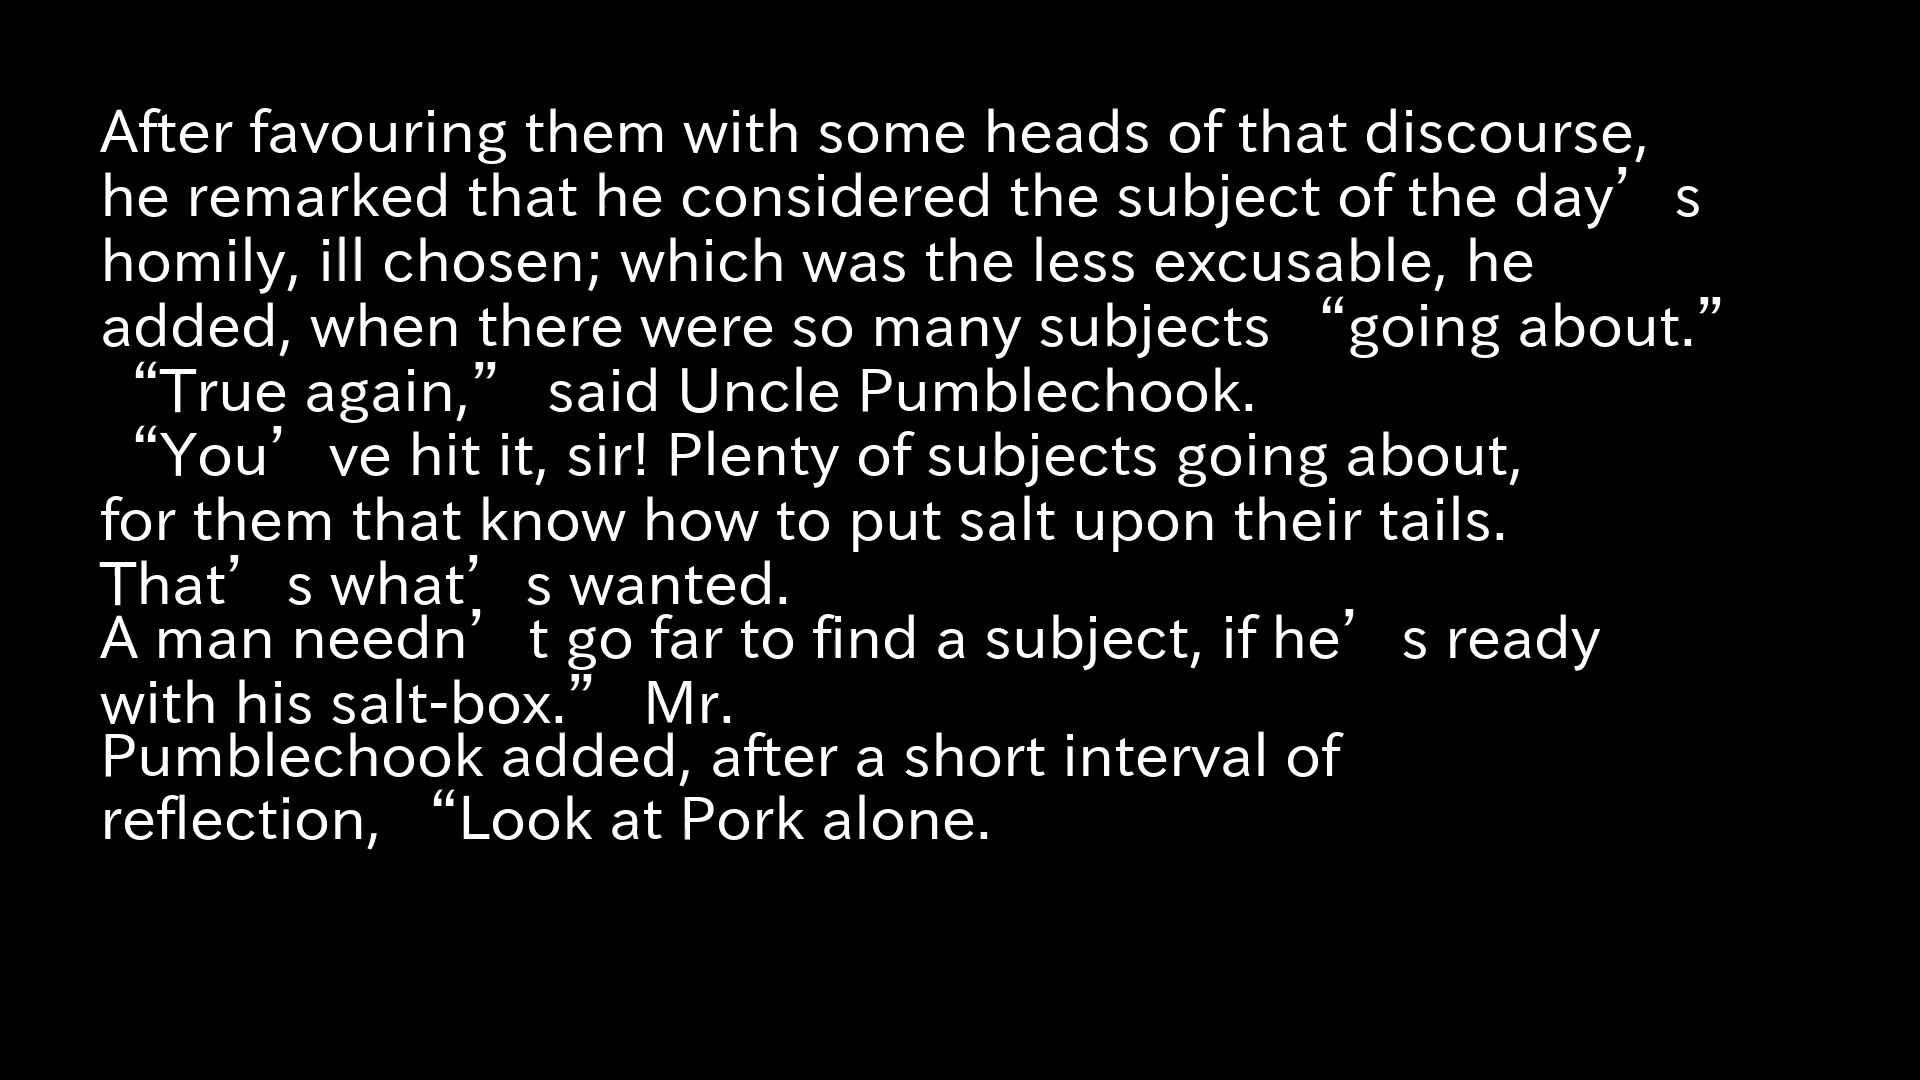 After favouring them with some heads of that discourse,
he remarked that he considered the subject of the day’s
homily, ill chosen; which was the less excusable, he
added, when there were so many subjects “going about.”
“True again,” said Uncle Pumblechook.
“You’ve hit it, sir! Plenty of subjects going about,
for them that know how to put salt upon their tails.
That’s what’s wanted.
A man needn’t go far to find a subject, if he’s ready
with his salt-box.” Mr.
Pumblechook added, after a short interval of
reflection, “Look at Pork alone.